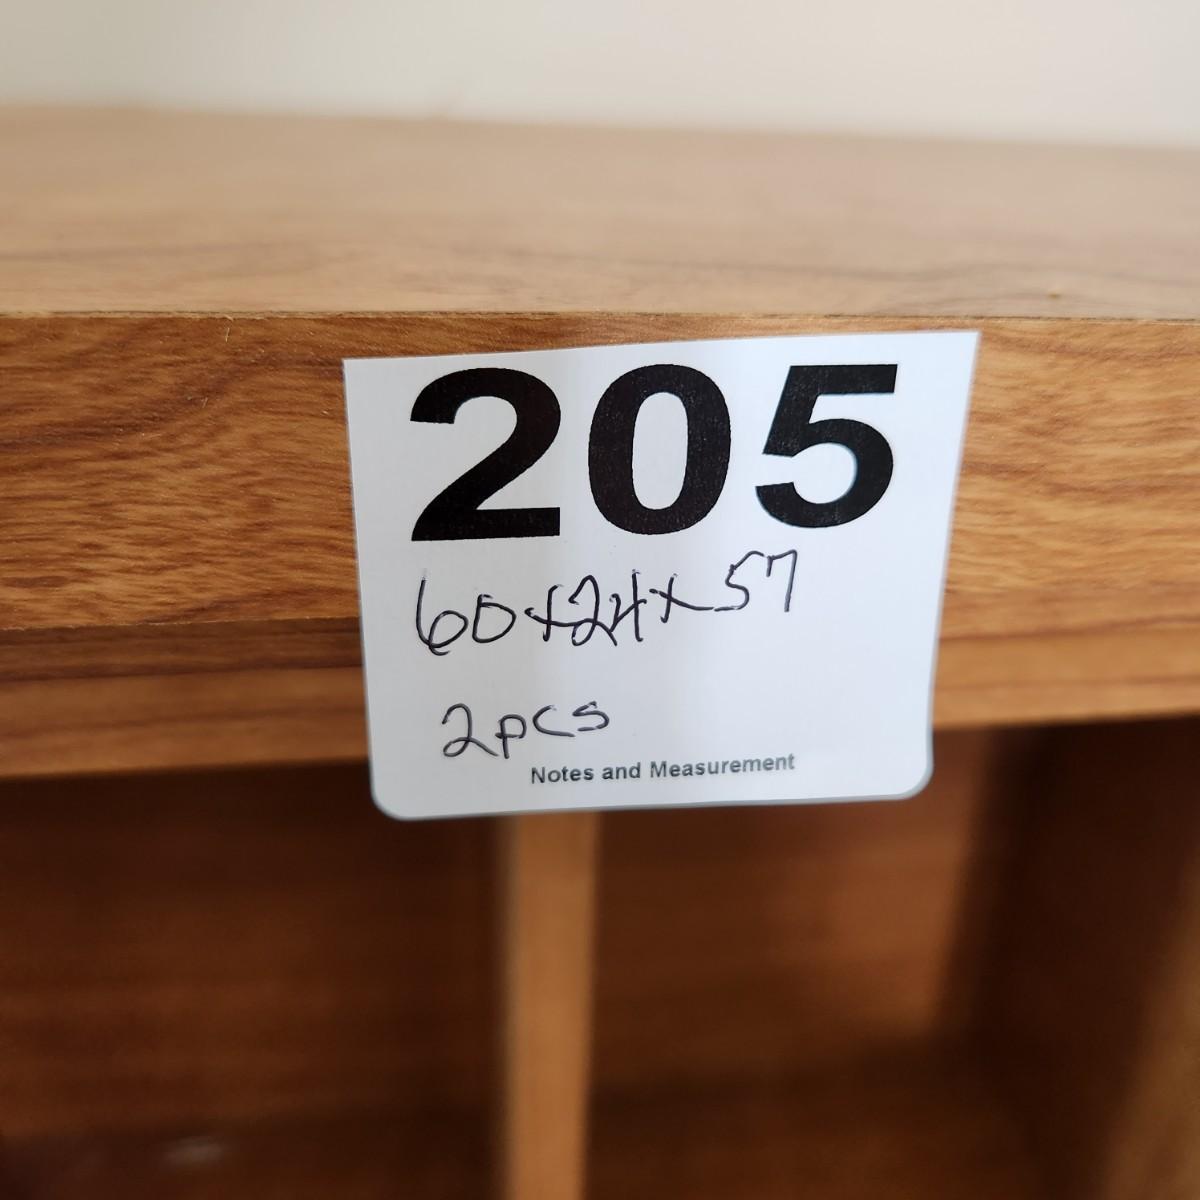 205
60x24x57
2pcs
Notes and Measurement